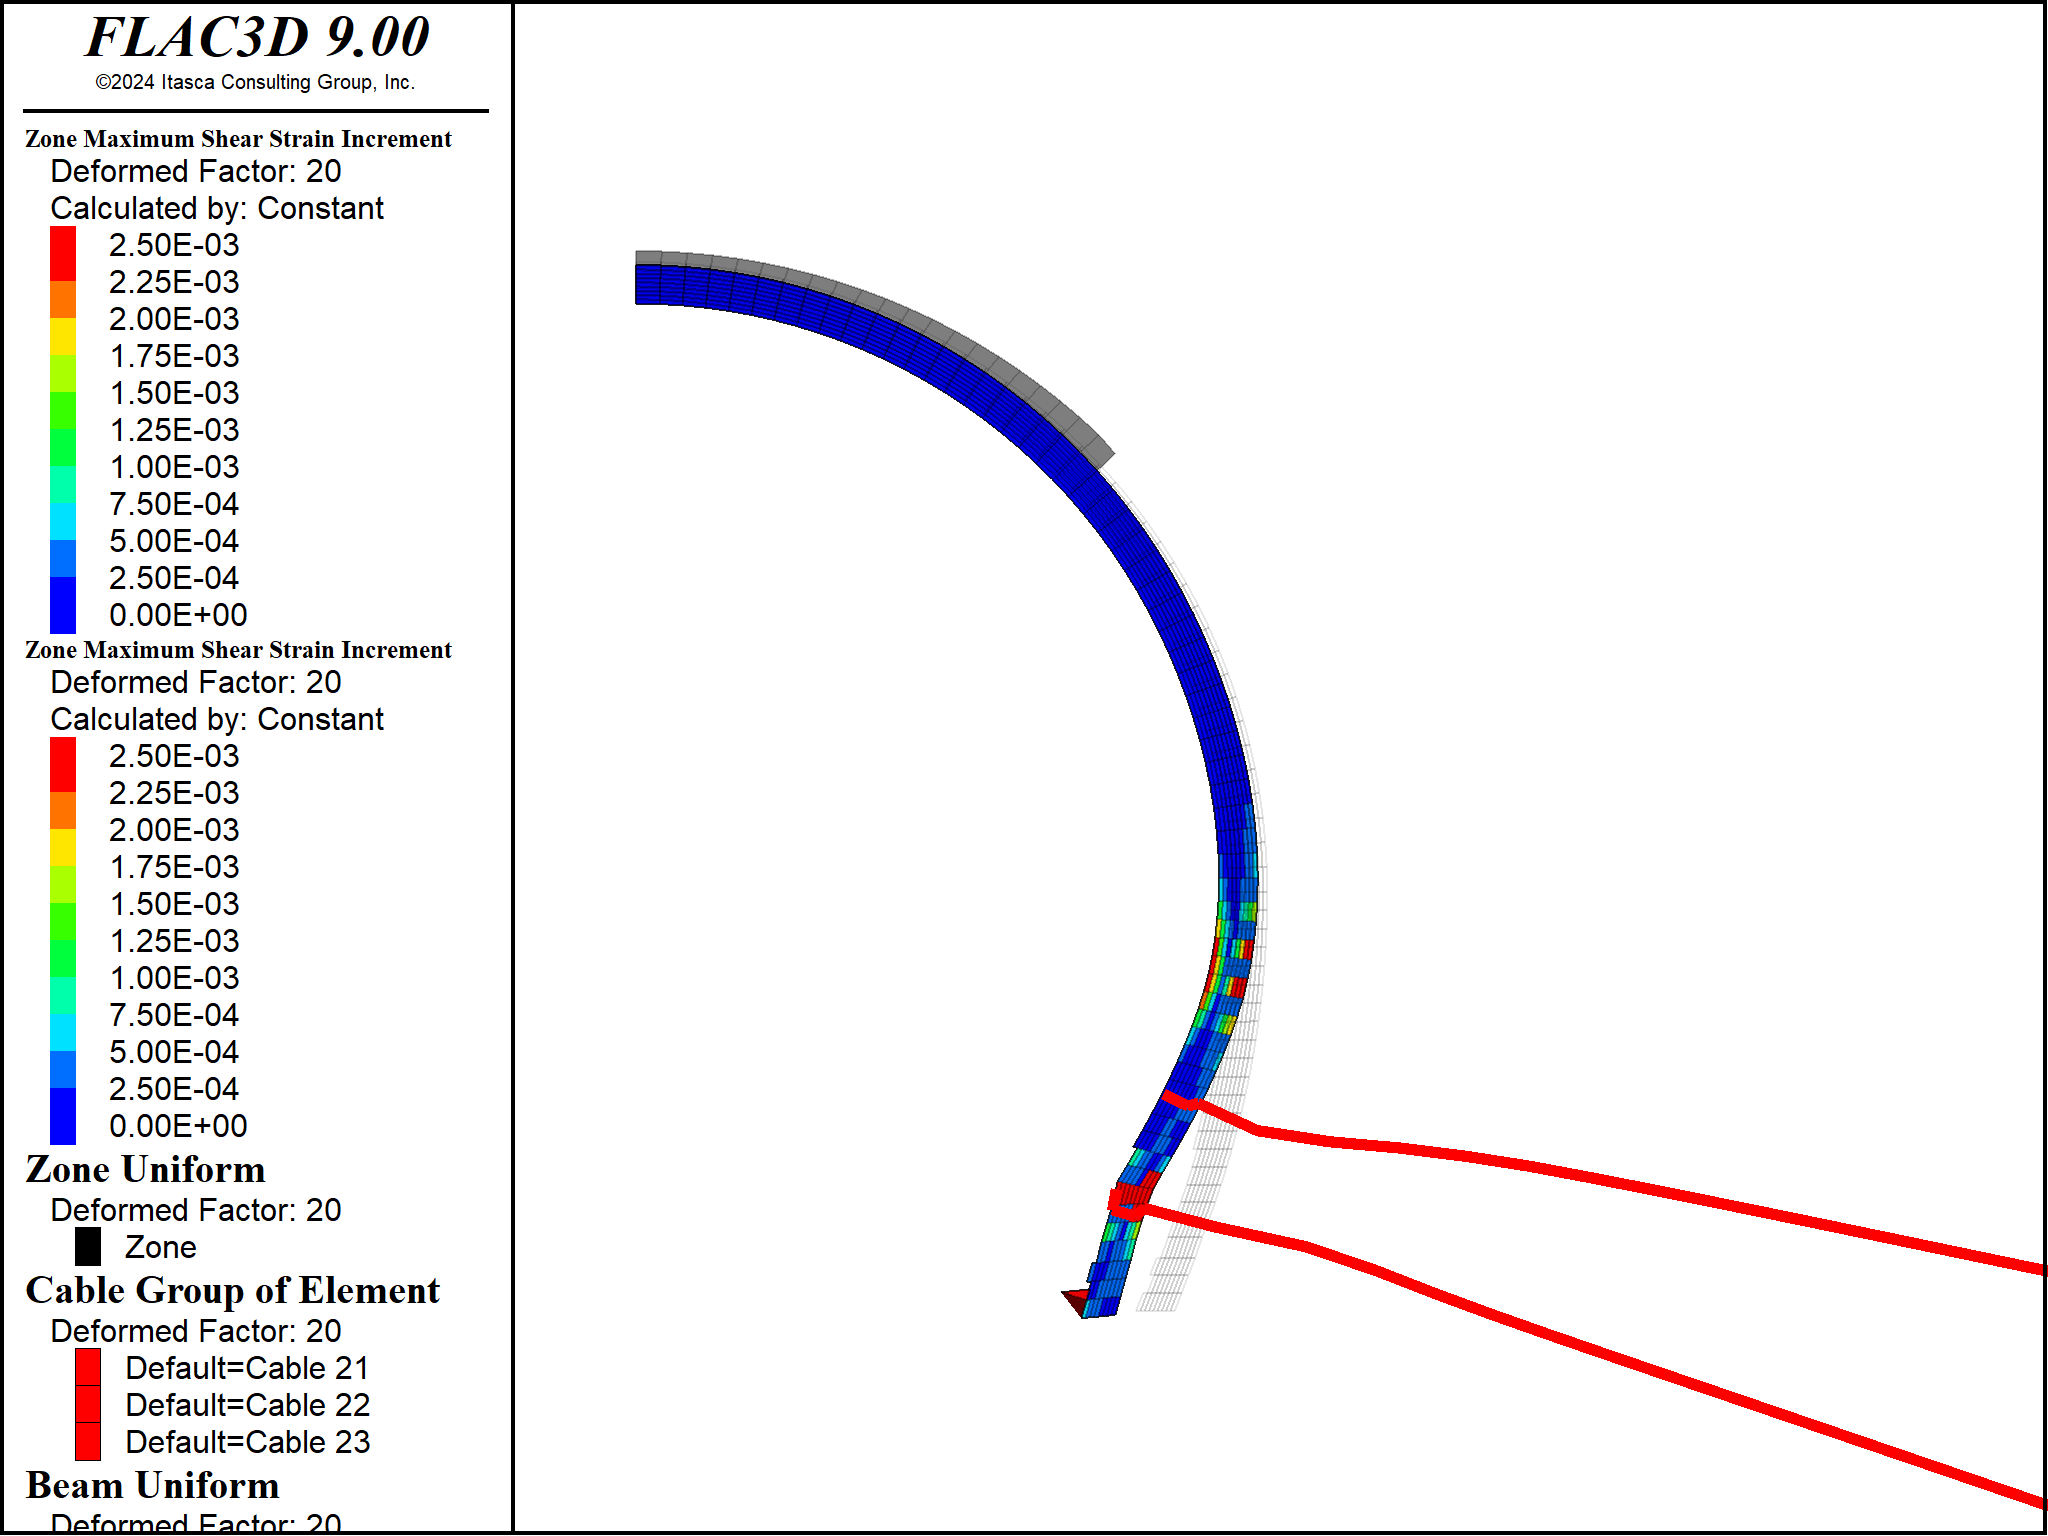 FLAC3D 9.00
©2024 Itasca Consulting Group, Inc.
Zone Maximum Shear Strain Increment
Deformed Factor: 20
Calculated by: Constant
2.50E-03
2.25E-03
2.00E-03
1.75E-03
1.50E-03
1.25E-03
1.00E-03
7.50E-04
5.00E-04
2.50E-04
0.00E+00
Zone Maximum Shear Strain Increment
Deformed Factor: 20
Calculated by: Constant
2.50E-03
2.25E-03
2.00E-03
1.75E-03
1.50E-03
1.25E-03
1.00E-03
7.50E-04
5.00E-04
2.50E-04
0.00E+00
Zone Uniform
Deformed Factor: 20
Zone
Cable Group of Element
Deformed Factor: 20
Default=Cable 21
Default=Cable 22
Default=Cable 23
Beam Uniform
Deformed Factor: 20